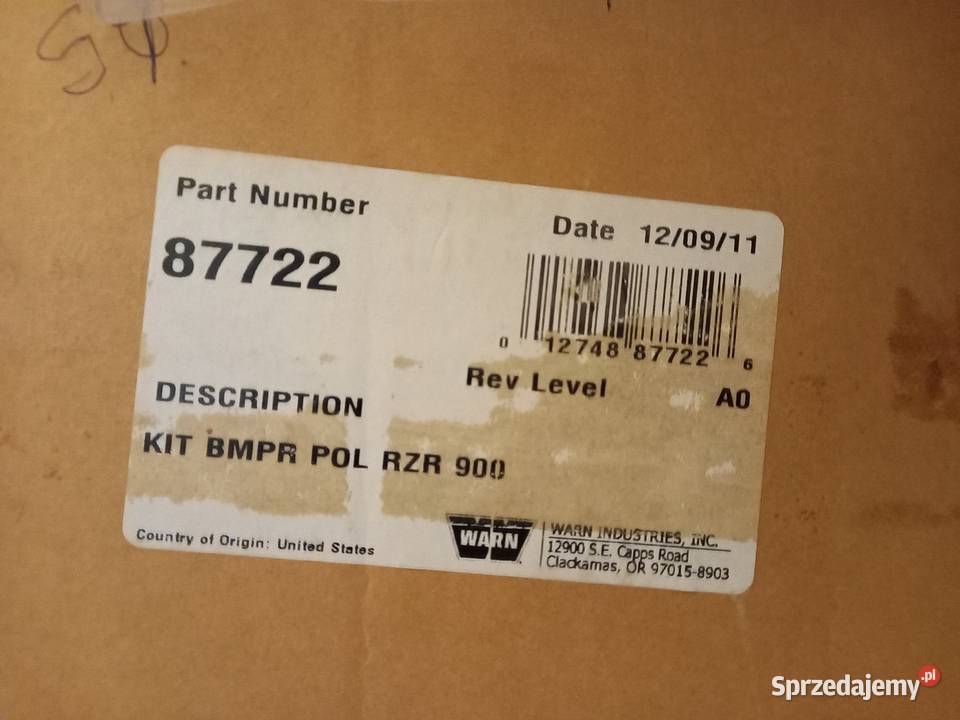 54.
Part Number
87722
Date 12/09/11
0 12748 87722 6
Rev Level A0
DESCRIPTION
KIT BMPR POL RZR 900
Country of Origin: United States
WARN
WARN INDUSTRIES, INC.
12900 S.E. Capps Road
Clackamas, OR 97015-8903
Sprzedajemy.pl